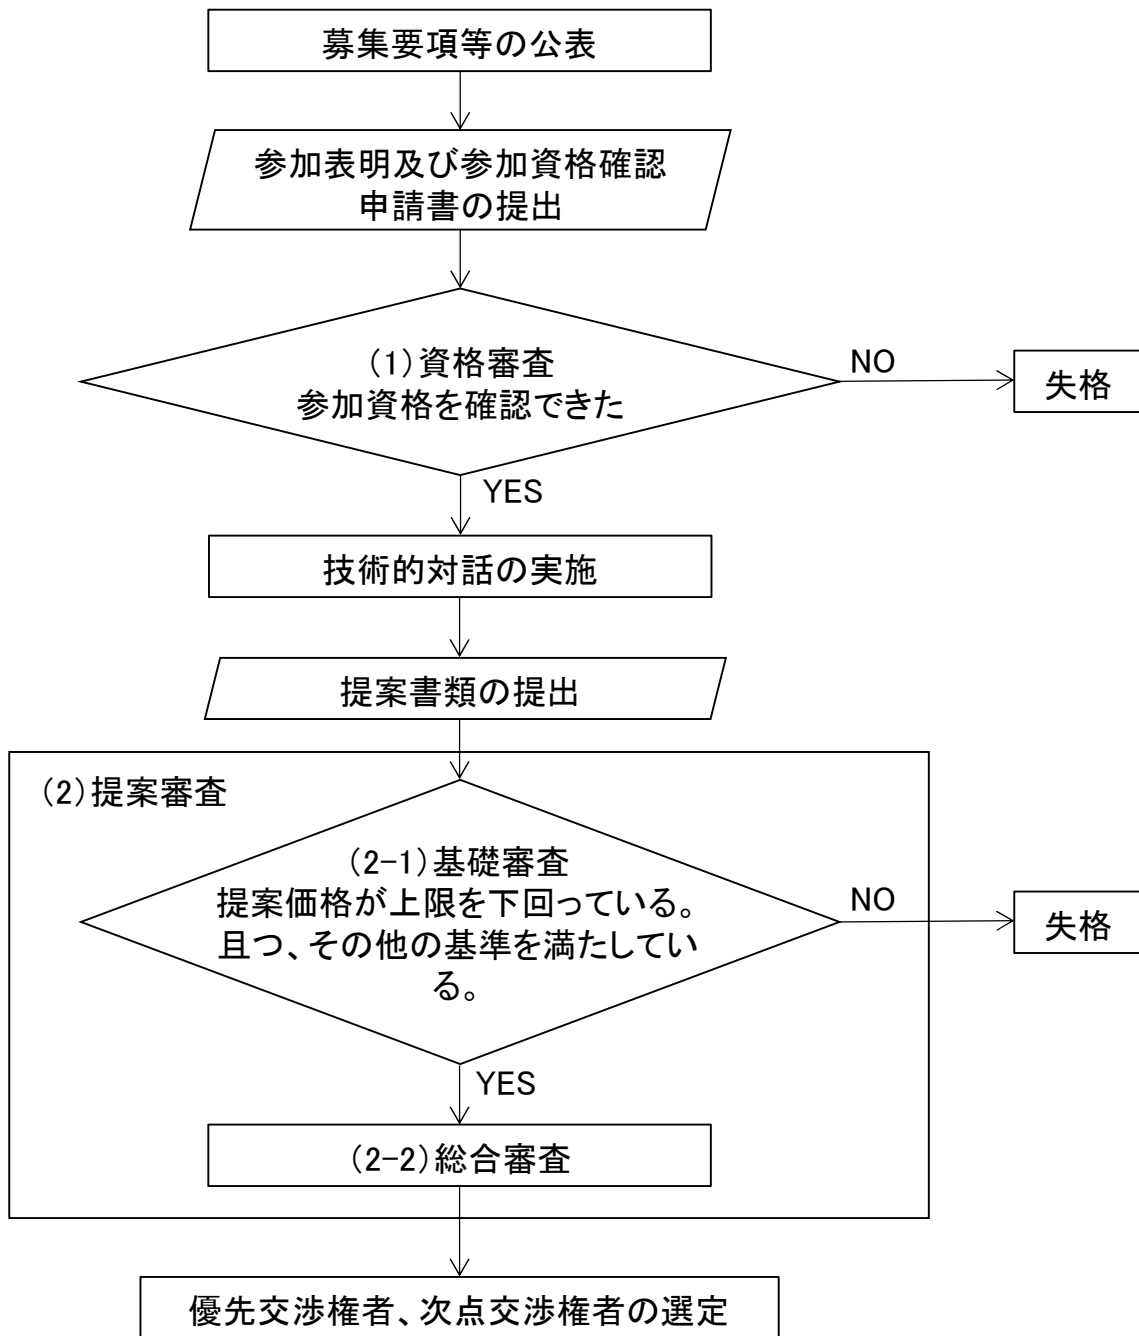 募集要項等の公表
参加表明及び参加資格確認
申請書の提出
(1)資格審査
参加資格を確認できた
NO
失格
YES
技術的対話の実施
提案書類の提出
(2)提案審査
(2-1)基礎審査
提案価格が上限を下回っている。
且つ、その他の基準を満たしてい
る。
NO
失格
YES
(2-2)総合審査
優先交渉権者、次点交渉権者の選定